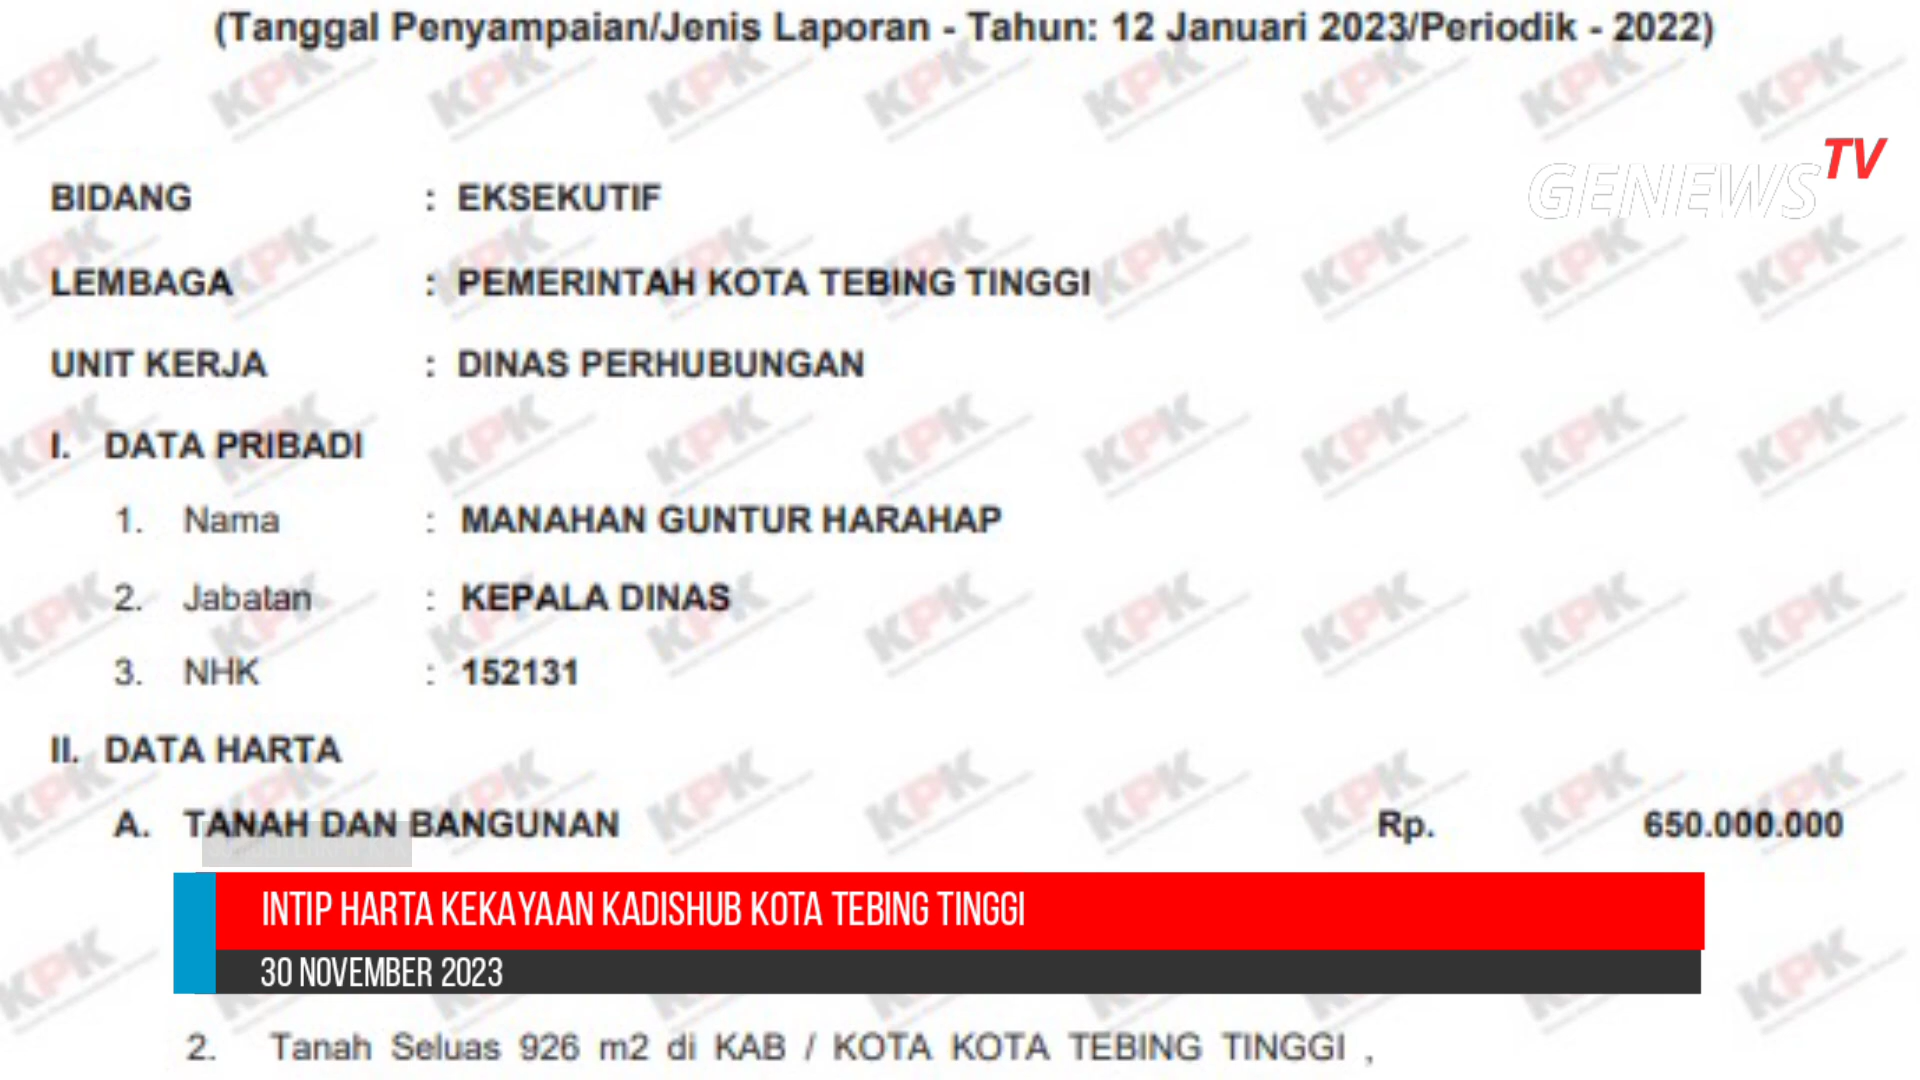 (Tanggal Penyampaian/Jenis Laporan - Tahun: 12 Januari 2023/Periodik - 2022)
GENEWS TV
BIDANG : EKSEKUTIF
LEMBAGA : PEMERINTAH KOTA TEBING TINGGI
UNIT KERJA : DINAS PERHUBUNGAN
I. DATA PRIBADI
1. Nama : MANAHAN GUNTUR HARAHAP
2. Jabatan : KEPALA DINAS
3. NHK : 152131
II. DATA HARTA
A. TANAH DAN BANGUNAN Rp. 650.000.000
INTIP HARTA KEKAYAAN KADISHUB KOTA TEBING TINGGI
30 NOVEMBER 2023
2. Tanah Seluas 926 m2 di KAB / KOTA KOTA TEBING TINGGI ,
KPK